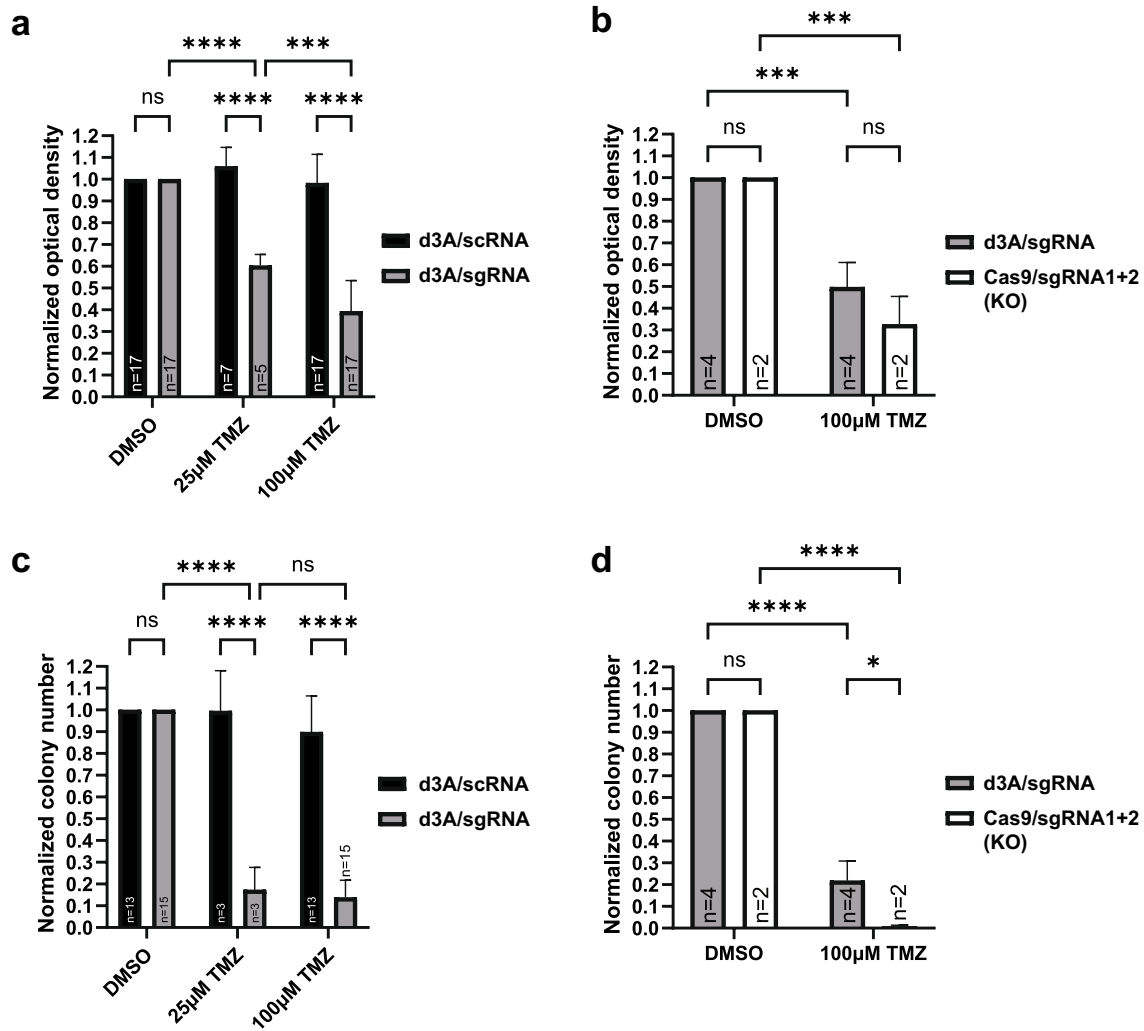 a
****
***
ns
****
****
Normalized optical density
1.2
1.1
1.0
0.9
0.8
0.7
0.6
0.5
0.4
0.3
0.2
0.1
0.0
n=17
n=17
n=7
n=5
n=17
n=17
DMSO
25µM TMZ
100µM TMZ
d3A/scRNA
d3A/sgRNA
b
***
***
ns
ns
Normalized optical density
1.2
1.1
1.0
0.9
0.8
0.7
0.6
0.5
0.4
0.3
0.2
0.1
0.0
n=4
n=2
n=4
n=2
DMSO
100µM TMZ
d3A/sgRNA
Cas9/sgRNA1+2
(KO)
c
****
ns
ns
****
****
Normalized colony number
1.2
1.1
1.0
0.9
0.8
0.7
0.6
0.5
0.4
0.3
0.2
0.1
0.0
n=13
n=15
n=3
n=3
n=13
n=15
DMSO
25µM TMZ
100µM TMZ
d3A/scRNA
d3A/sgRNA
d
****
****
ns
*
Normalized colony number
1.2
1.1
1.0
0.9
0.8
0.7
0.6
0.5
0.4
0.3
0.2
0.1
0.0
n=4
n=2
n=4
n=2
DMSO
100µM TMZ
d3A/sgRNA
Cas9/sgRNA1+2
(KO)